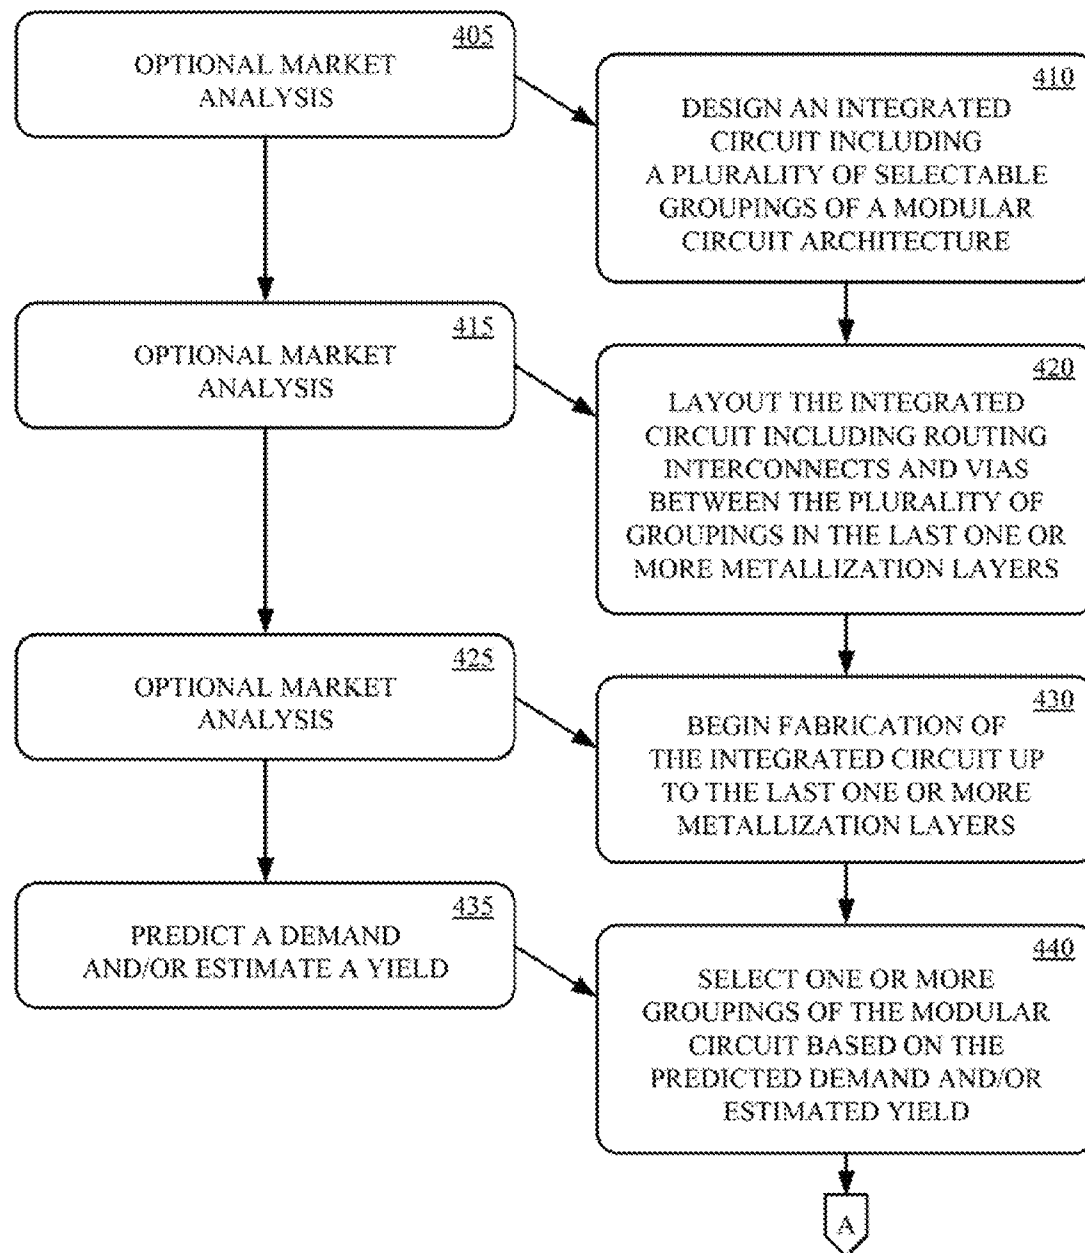 405
OPTIONAL MARKET
ANALYSIS
410
DESIGN AN INTEGRATED
CIRCUIT INCLUDING
A PLURALITY OF SELECTABLE
GROUPINGS OF A MODULAR
CIRCUIT ARCHITECTURE
415
OPTIONAL MARKET
ANALYSIS
420
LAYOUT THE INTEGRATED
CIRCUIT INCLUDING ROUTING
INTERCONNECTS AND VIAS
BETWEEN THE PLURALITY OF
GROUPINGS IN THE LAST ONE OR
MORE METALLIZATION LAYERS
425
OPTIONAL MARKET
ANALYSIS
430
BEGIN FABRICATION OF
THE INTEGRATED CIRCUIT UP
TO THE LAST ONE OR MORE
METALLIZATION LAYERS
435
PREDICT A DEMAND
AND/OR ESTIMATE A YIELD
440
SELECT ONE OR MORE
GROUPINGS OF THE MODULAR
CIRCUIT BASED ON THE
PREDICTED DEMAND AND/OR
ESTIMATED YIELD
A